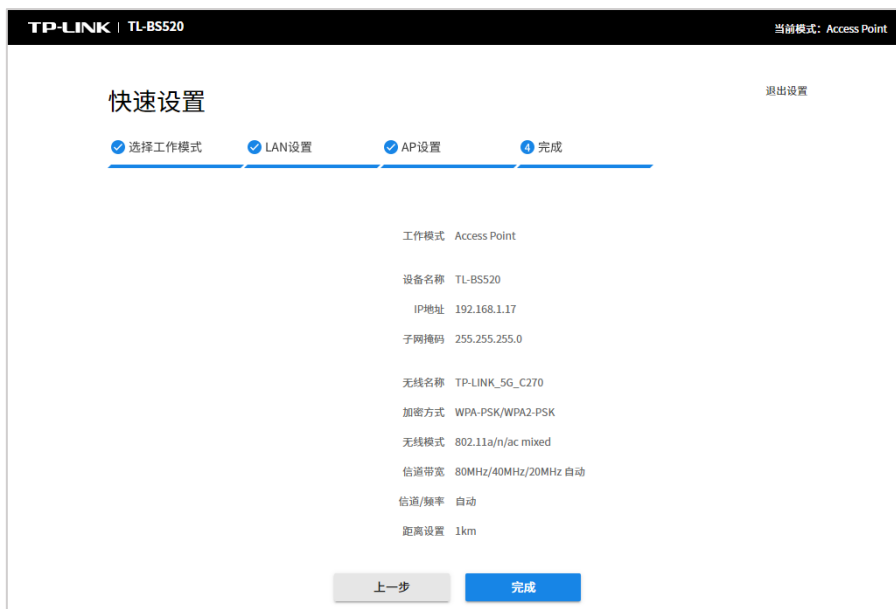 TP-LINK | TL-BS520 当前模式：Access Point
快速设置 退出设置
选择工作模式 LAN设置 AP设置 4 完成
工作模式 Access Point
设备名称 TL-BS520
IP地址 192.168.1.17
子网掩码 255.255.255.0
无线名称 TP-LINK_5G_C270
加密方式 WPA-PSK/WPA2-PSK
无线模式 802.11a/n/ac mixed
信道带宽 80MHz/40MHz/20MHz 自动
信道/频率 自动
距离设置 1km
上一步 完成